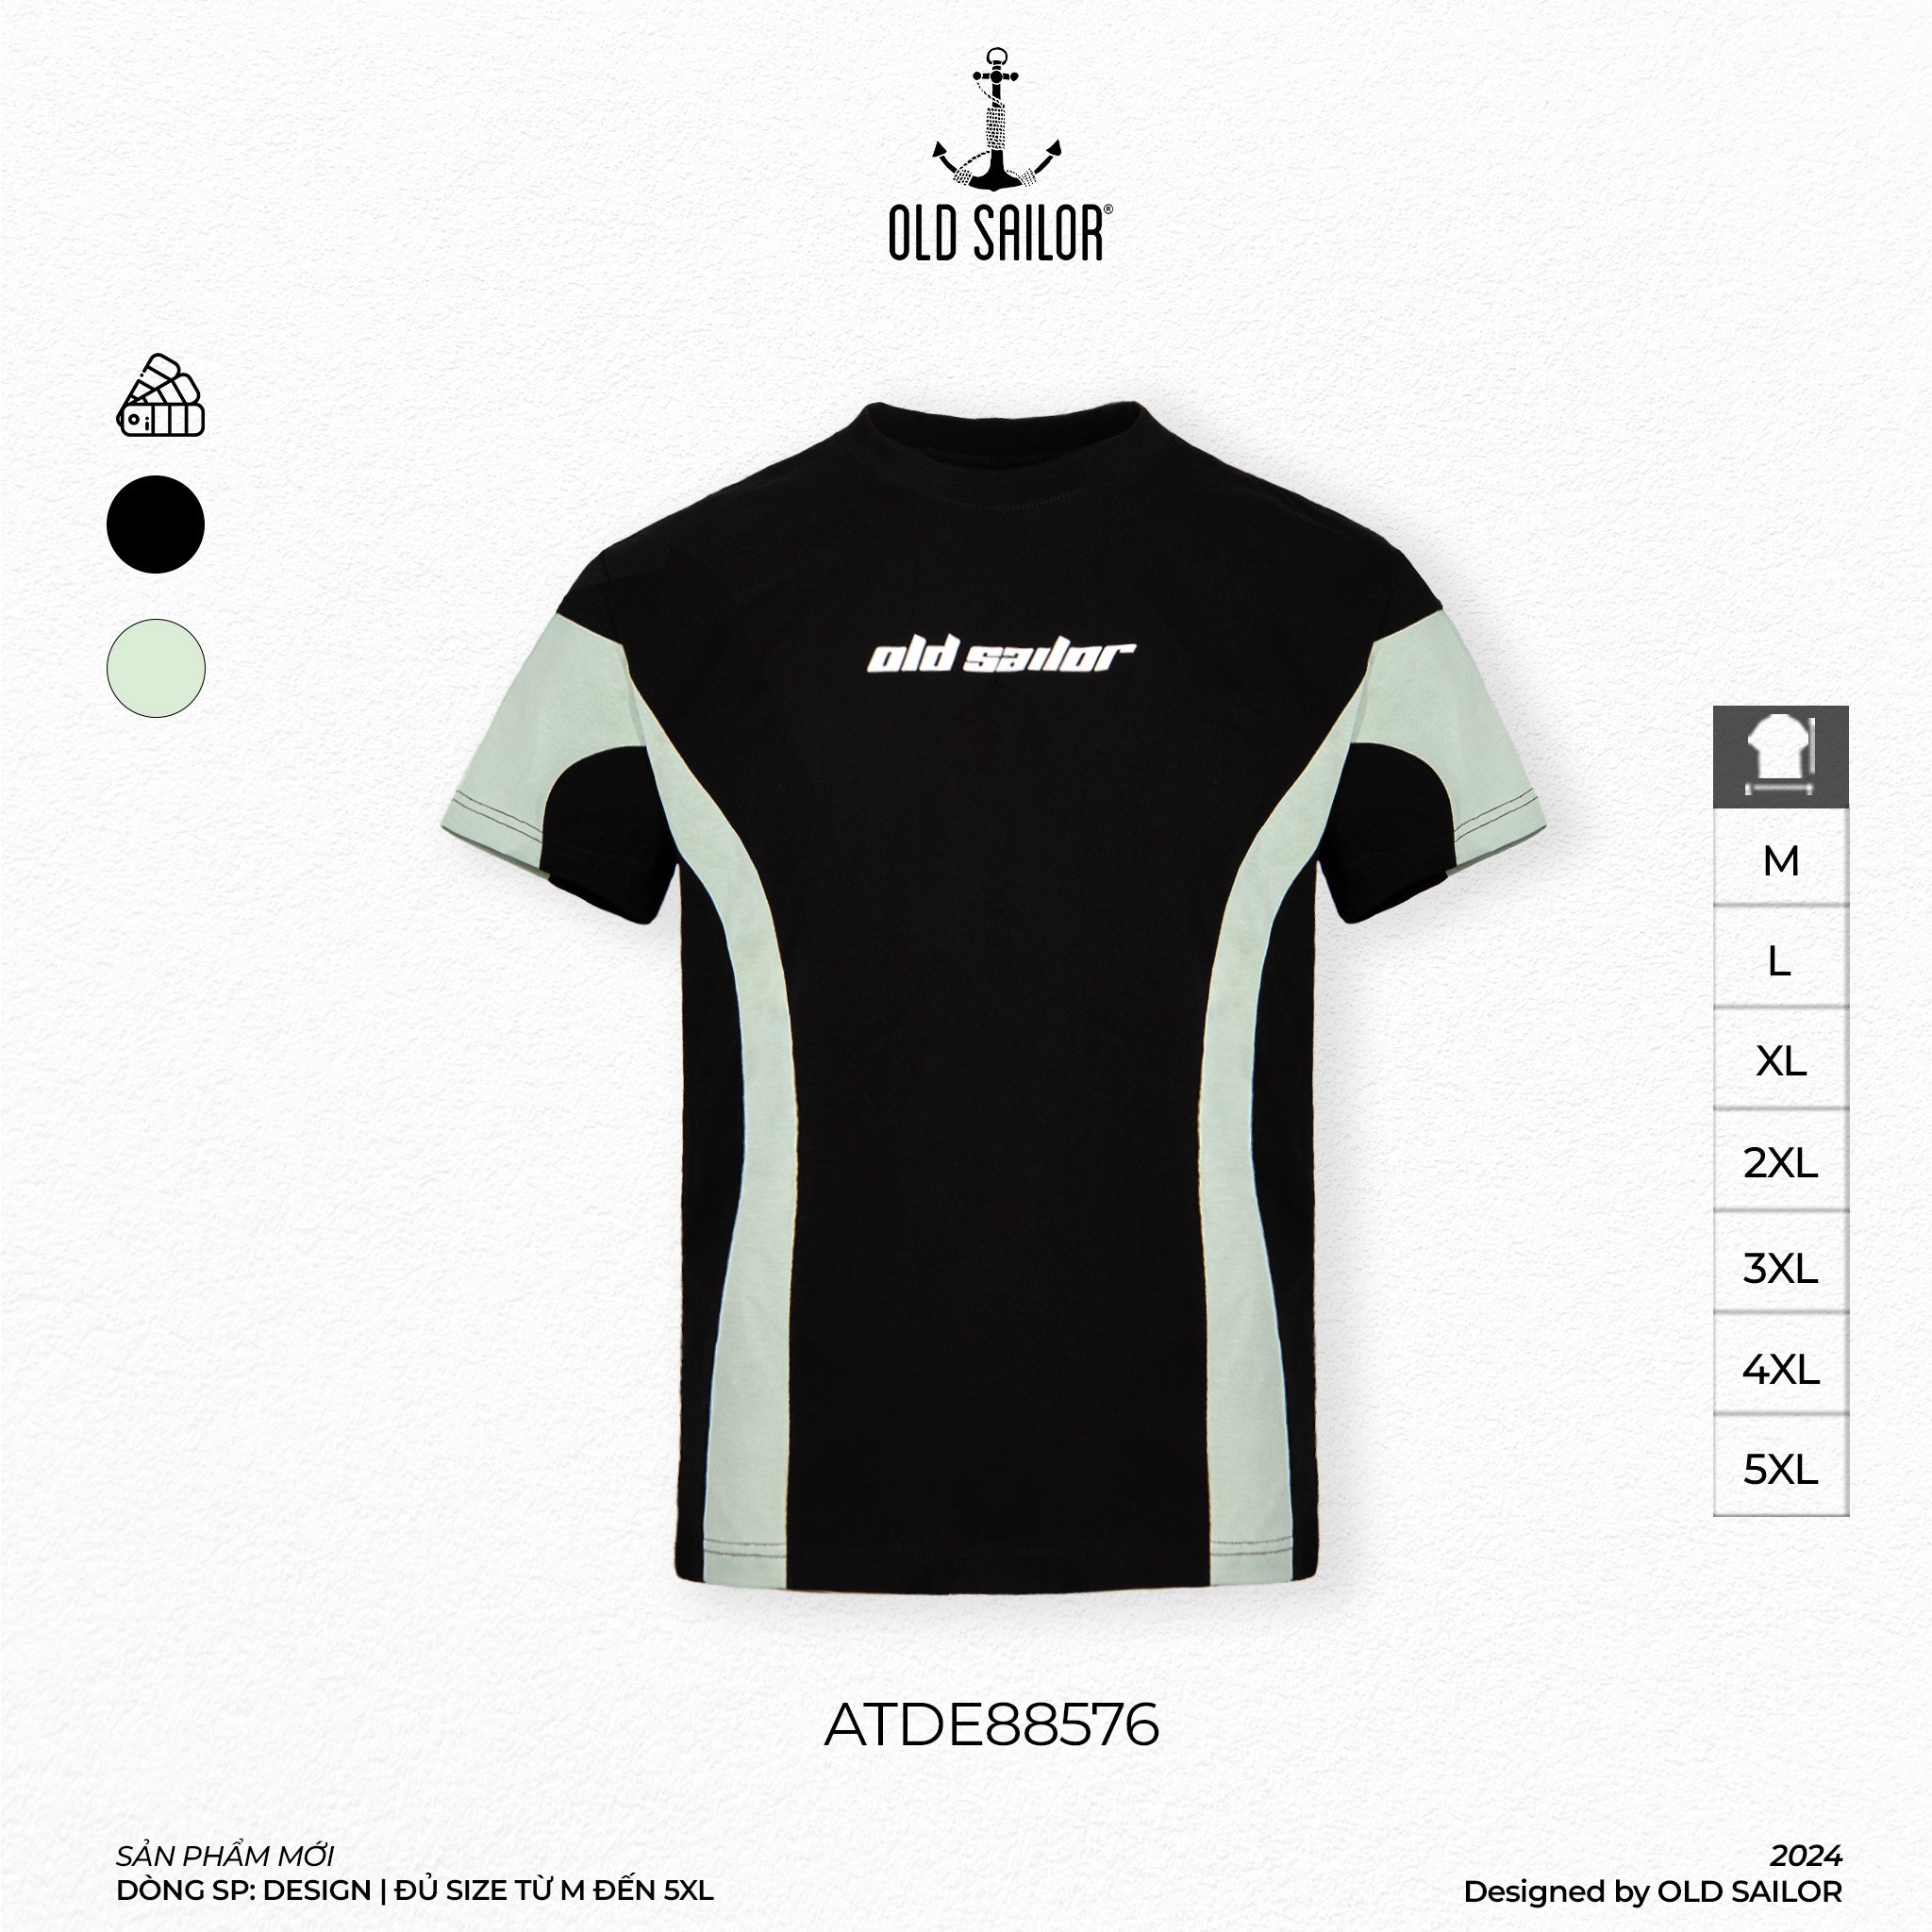 OLD SAILOR®
old sailor
M
L
XL
2XL
3XL
4XL
5XL
ATDE88576
SẢN PHẨM MỚI
DÒNG SP: DESIGN | ĐỦ SIZE TỪ M ĐẾN 5XL
2024
Designed by OLD SAILOR